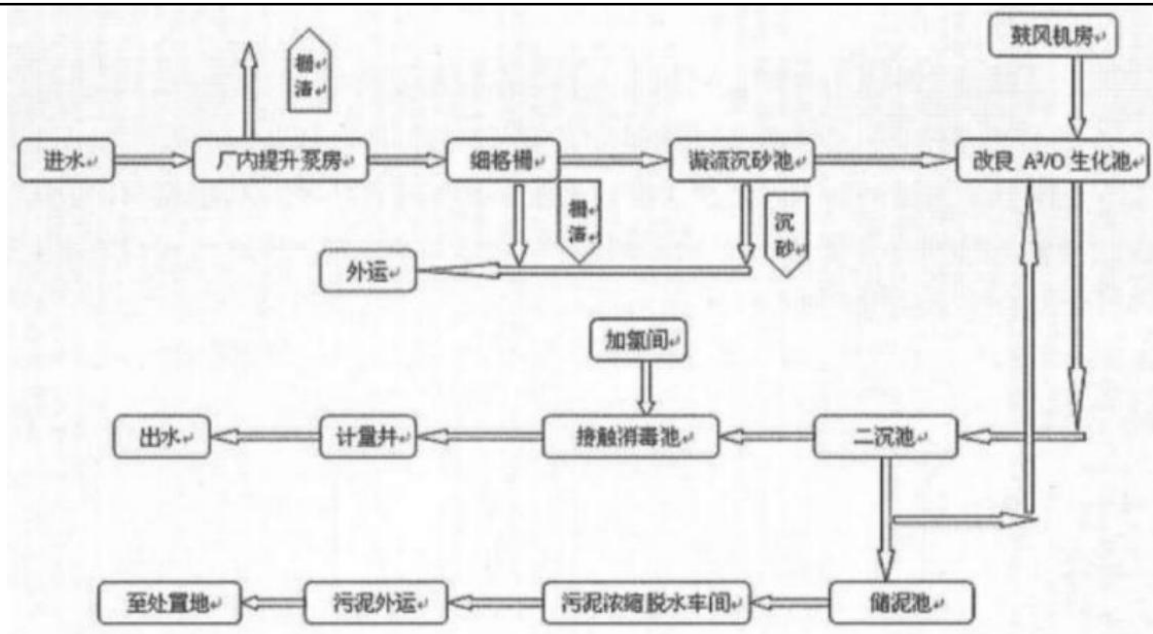 鼓风机房
栅
渣
进水
厂内提升泵房
细格栅
漩流沉砂池
改良 A²/O 生化池
栅
渣
沉
砂
外运
加氯间
出水
计量井
接触消毒池
二沉池
至处置地
污泥外运
污泥浓缩脱水车间
储泥池